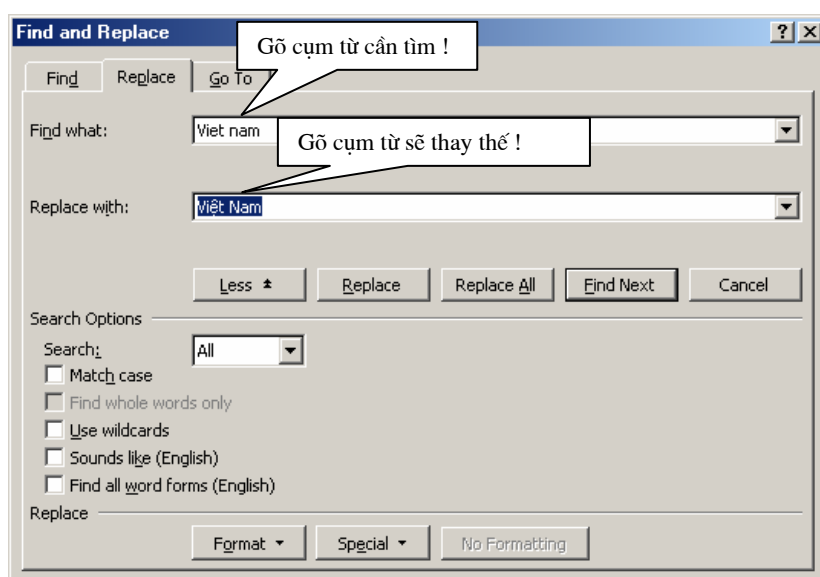 Find and Replace
Gõ cụm từ cần tìm !
Find Replace Go To
Find what: Viet nam
Gõ cụm từ sẽ thay thế !
Replace with: Việt Nam
Less Replace Replace All Find Next Cancel
Search Options
Search: All
Match case
Find whole words only
Use wildcards
Sounds like (English)
Find all word forms (English)
Replace
Format Special No Formatting